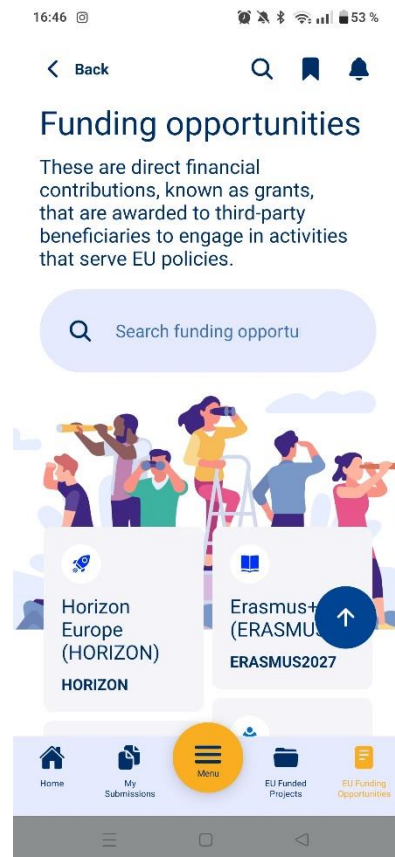 16:46
53 %
Back
Funding opportunities
These are direct financial
contributions, known as grants,
that are awarded to third-party
beneficiaries to engage in activities
that serve EU policies.
Search funding opportu
Horizon
Europe
(HORIZON)
HORIZON
Erasmus+
(ERASMUS
ERASMUS2027
Home
My
Submissions
Menu
EU Funded
Projects
EU Funding
Opportunities